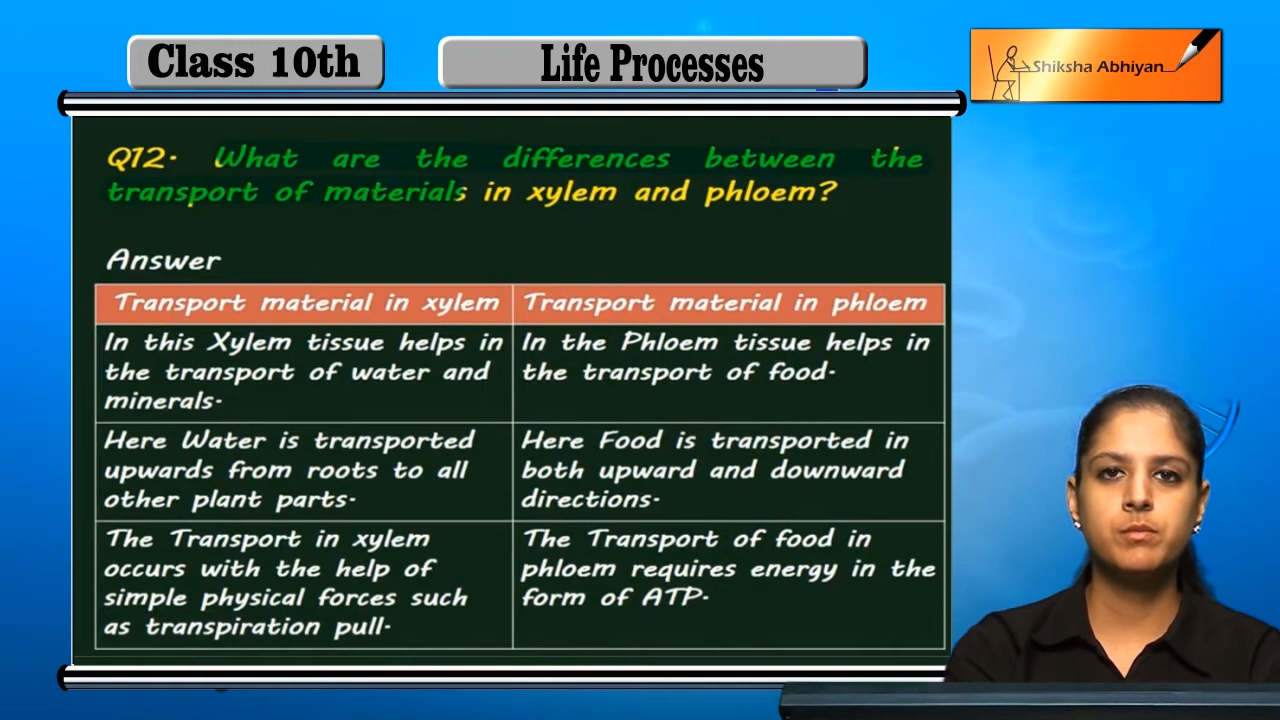 Class 10th
Life Processes
Shiksha Abhiyan
Q12. What are the differences between the
transport of materials in xylem and phloem?
Answer
Transport material in xylem
Transport material in phloem
In this Xylem tissue helps in
the transport of water and
minerals.
In the Phloem tissue helps in
the transport of food.
Here Water is transported
upwards from roots to all
other plant parts.
Here Food is transported in
both upward and downward
directions.
The Transport in xylem
occurs with the help of
simple physical forces such
as transpiration pull.
The Transport of food in
phloem requires energy in the
form of ATP.